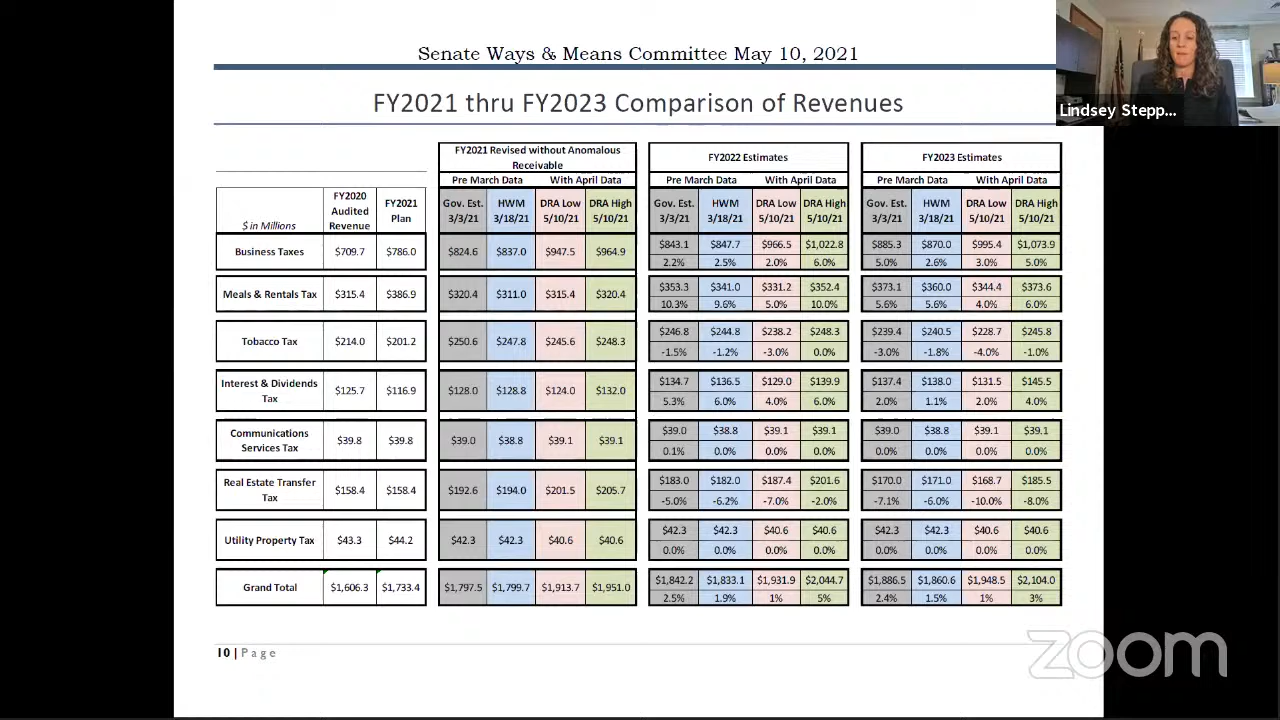 Senate Ways & Means Committee May 10, 2021
Lindsey Stepp...
FY2021 thru FY2023 Comparison of Revenues
FY2021 Revised without Anomalous
Receivable
FY2022 Estimates
FY2023 Estimates
Pre March Data With April Data Pre March Data With April Data Pre March Data With April Data
$ in Millions
FY2020
Audited
Revenue
FY2021
Plan
Gov. Est.
3/3/21
HWM
3/18/21
DRA Low
5/10/21
DRA High
5/10/21
Gov. Est.
3/3/21
HWM
3/18/21
DRA Low
5/10/21
DRA High
5/10/21
Gov. Est.
3/3/21
HWM
3/18/21
DRA Low
5/10/21
DRA High
5/10/21
Business Taxes $709.7 $786.0 $824.6 $837.0 $947.5 $964.9
$843.1 $847.7 $966.5 $1,022.8 $885.3 $870.0 $995.4 $1,073.9
2.2% 2.5% 2.0% 6.0% 5.0% 2.6% 3.0% 5.0%
Meals & Rentals Tax $315.4 $386.9 $320.4 $311.0 $315.4 $320.4
$353.3 $341.0 $331.2 $352.4 $373.1 $360.0 $344.4 $373.6
10.3% 9.6% 5.0% 10.0% 5.6% 5.6% 4.0% 6.0%
Tobacco Tax $214.0 $201.2 $250.6 $247.8 $245.6 $248.3
$246.8 $244.8 $238.2 $248.3 $239.4 $240.5 $228.7 $245.8
-1.5% -1.2% -3.0% 0.0% -3.0% -1.8% -4.0% -1.0%
Interest & Dividends
Tax
$125.7 $116.9 $128.0 $128.8 $124.0 $132.0
$134.7 $136.5 $129.0 $139.9 $137.4 $138.0 $131.5 $145.5
5.3% 6.0% 4.0% 6.0% 2.0% 1.1% 2.0% 4.0%
Communications
Services Tax
$39.8 $39.8 $39.0 $38.8 $39.1 $39.1
$39.0 $38.8 $39.1 $39.1 $39.0 $38.8 $39.1 $39.1
0.1% 0.0% 0.0% 0.0% 0.0% 0.0% 0.0% 0.0%
Real Estate Transfer
Tax
$158.4 $158.4 $192.6 $194.0 $201.5 $205.7
$183.0 $182.0 $187.4 $201.6 $170.0 $171.0 $168.7 $185.5
-5.0% -6.2% -7.0% -2.0% -7.1% -6.0% -10.0% -8.0%
Utility Property Tax $43.3 $44.2 $42.3 $42.3 $40.6 $40.6
$42.3 $42.3 $40.6 $40.6 $42.3 $42.3 $40.6 $40.6
0.0% 0.0% 0.0% 0.0% 0.0% 0.0% 0.0% 0.0%
Grand Total $1,606.3 $1,733.4 $1,797.5 $1,799.7 $1,913.7 $1,951.0
$1,842.2 $1,833.1 $1,931.9 $2,044.7 $1,886.5 $1,860.6 $1,948.5 $2,104.0
2.5% 1.9% 1% 5% 2.4% 1.5% 1% 3%
10 | Page
zoom